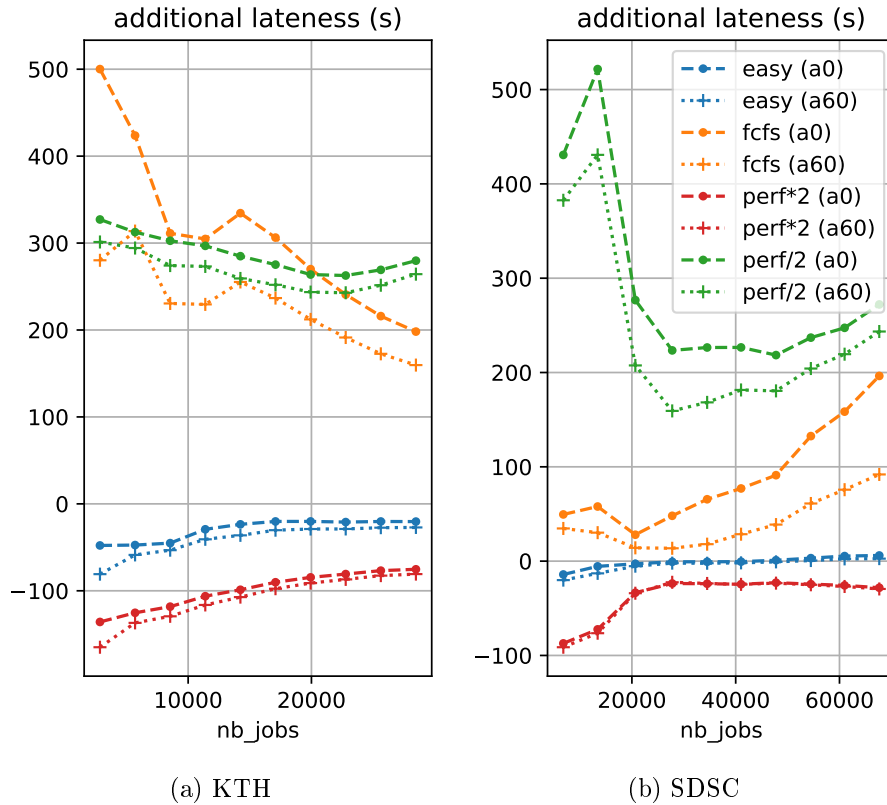 additional lateness (s)
500
400
300
200
100
0
−100
10000
20000
nb_jobs
(a) KTH
additional lateness (s)
500
400
300
200
100
0
−100
20000
40000
60000
nb_jobs
easy (a0)
easy (a60)
fcfs (a0)
fcfs (a60)
perf*2 (a0)
perf*2 (a60)
perf/2 (a0)
perf/2 (a60)
(b) SDSC